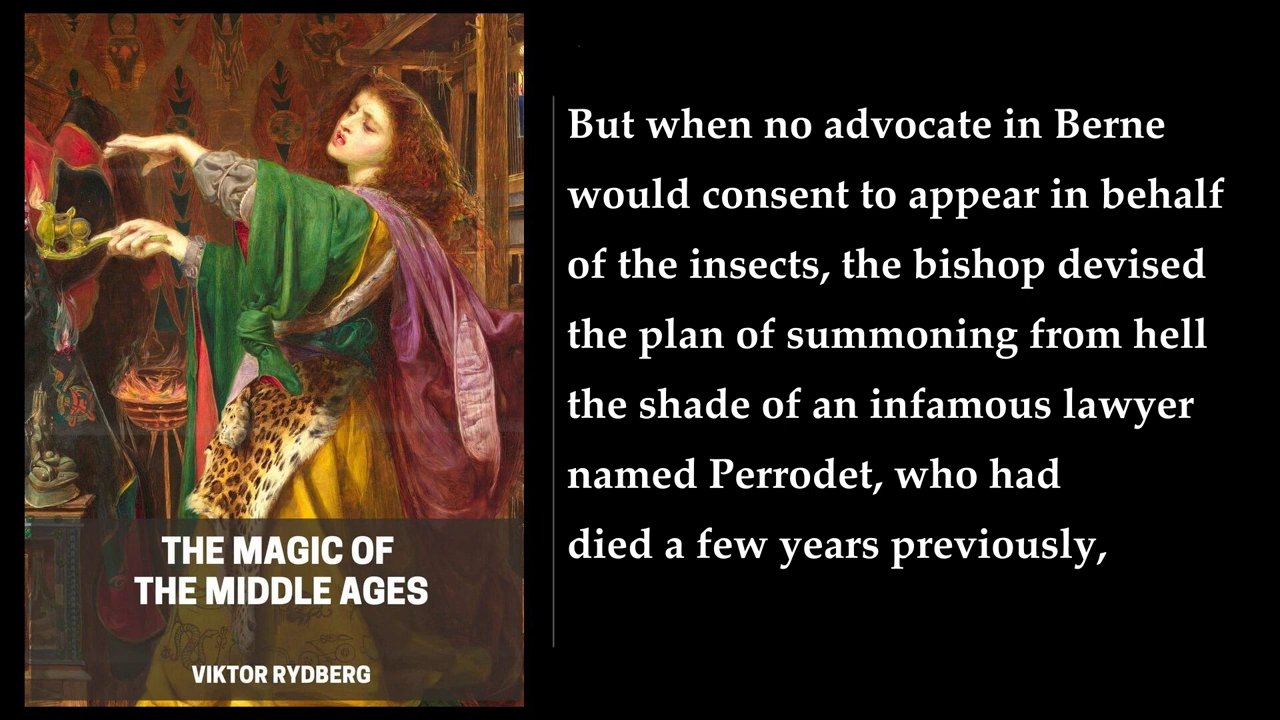 THE MAGIC OF
THE MIDDLE AGES
VIKTOR RYDBERG
But when no advocate in Berne
would consent to appear in behalf
of the insects, the bishop devised
the plan of summoning from hell
the shade of an infamous lawyer
named Perrodet, who had
died a few years previously,